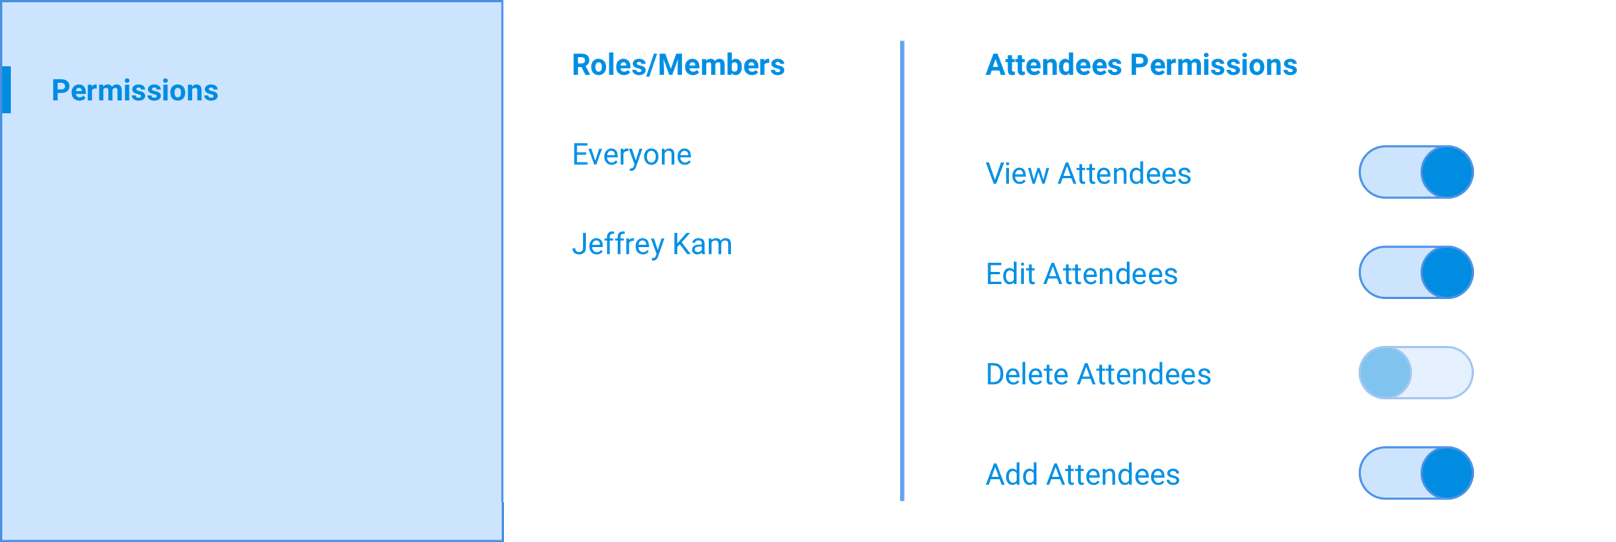 Permissions
Roles/Members
Everyone
Jeffrey Kam
Attendees Permissions
View Attendees
Edit Attendees
Delete Attendees
Add Attendees